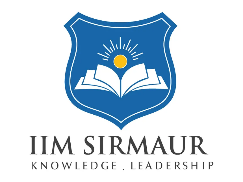 IIM SIRMAUR
KNOWLEDGE . LEADERSHIP